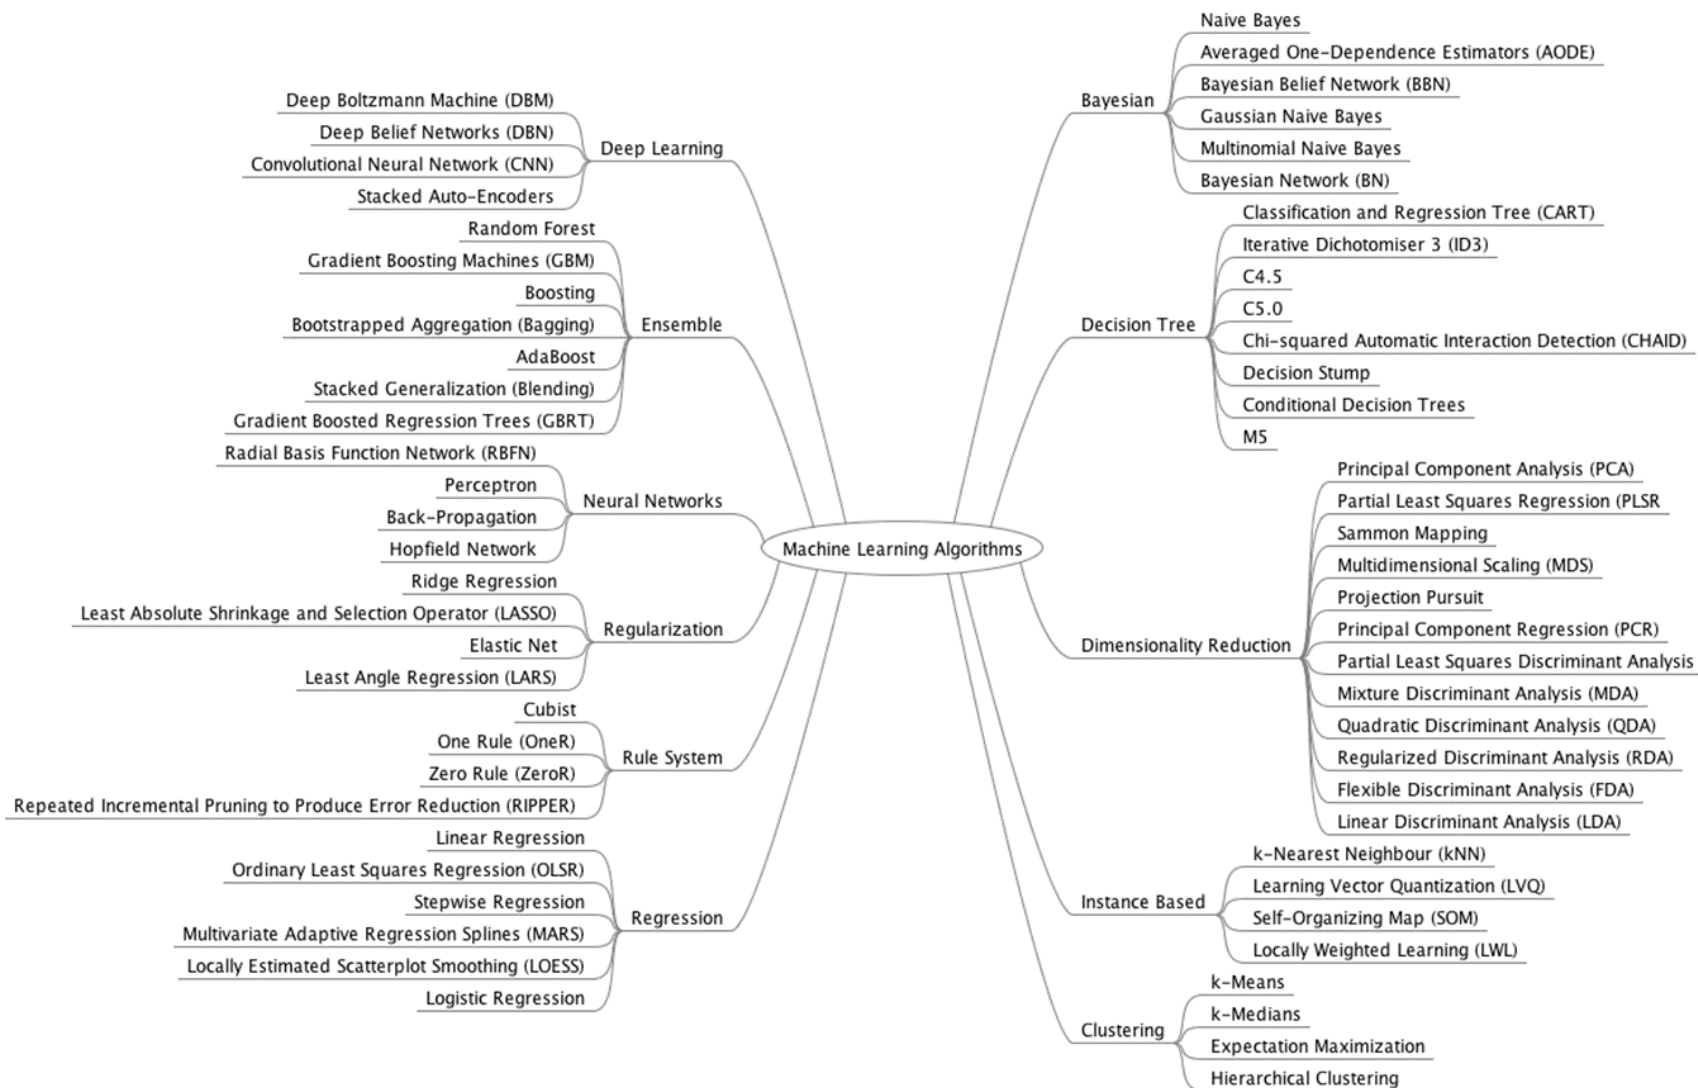 Machine Learning Algorithms
Deep Learning
Deep Boltzmann Machine (DBM)
Deep Belief Networks (DBN)
Convolutional Neural Network (CNN)
Stacked Auto-Encoders
Ensemble
Random Forest
Gradient Boosting Machines (GBM)
Boosting
Bootstrapped Aggregation (Bagging)
AdaBoost
Stacked Generalization (Blending)
Gradient Boosted Regression Trees (GBRT)
Neural Networks
Radial Basis Function Network (RBFN)
Perceptron
Back-Propagation
Hopfield Network
Regularization
Ridge Regression
Least Absolute Shrinkage and Selection Operator (LASSO)
Elastic Net
Least Angle Regression (LARS)
Rule System
Cubist
One Rule (OneR)
Zero Rule (ZeroR)
Repeated Incremental Pruning to Produce Error Reduction (RIPPER)
Regression
Linear Regression
Ordinary Least Squares Regression (OLSR)
Stepwise Regression
Multivariate Adaptive Regression Splines (MARS)
Locally Estimated Scatterplot Smoothing (LOESS)
Logistic Regression
Bayesian
Naive Bayes
Averaged One-Dependence Estimators (AODE)
Bayesian Belief Network (BBN)
Gaussian Naive Bayes
Multinomial Naive Bayes
Bayesian Network (BN)
Decision Tree
Classification and Regression Tree (CART)
Iterative Dichotomiser 3 (ID3)
C4.5
C5.0
Chi-squared Automatic Interaction Detection (CHAID)
Decision Stump
Conditional Decision Trees
M5
Dimensionality Reduction
Principal Component Analysis (PCA)
Partial Least Squares Regression (PLSR
Sammon Mapping
Multidimensional Scaling (MDS)
Projection Pursuit
Principal Component Regression (PCR)
Partial Least Squares Discriminant Analysis
Mixture Discriminant Analysis (MDA)
Quadratic Discriminant Analysis (QDA)
Regularized Discriminant Analysis (RDA)
Flexible Discriminant Analysis (FDA)
Linear Discriminant Analysis (LDA)
Instance Based
k-Nearest Neighbour (kNN)
Learning Vector Quantization (LVQ)
Self-Organizing Map (SOM)
Locally Weighted Learning (LWL)
Clustering
k-Means
k-Medians
Expectation Maximization
Hierarchical Clustering